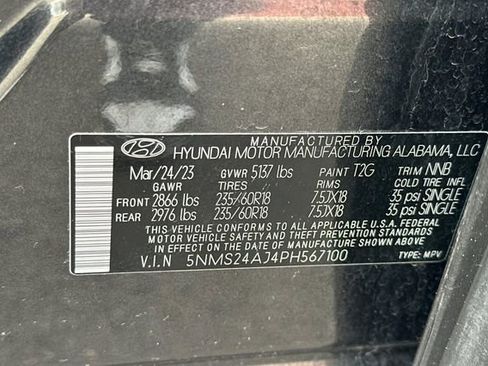 MANUFACTURED BY
HYUNDAI MOTOR MANUFACTURING ALABAMA, LLC
Mar/24/23 GVWR 5137 lbs PAINT T2G TRIM NNB
GAWR TIRES RIMS COLD TIRE INFL
FRONT 2866 lbs 235/60R18 7.5JX18 35 psi SINGLE
REAR 2976 lbs 235/60R18 7.5JX18 35 psi SINGLE
THIS VEHICLE CONFORMS TO ALL APPLICABLE U.S. FEDERAL
MOTOR VEHICLE SAFETY, BUMPER, AND THEFT PREVENTION STANDARDS
IN EFFECT ON THE DATE OF MANUFACTURE SHOWN ABOVE.
V.I.N 5NMS24AJ4PH567100 TYPE: MPV